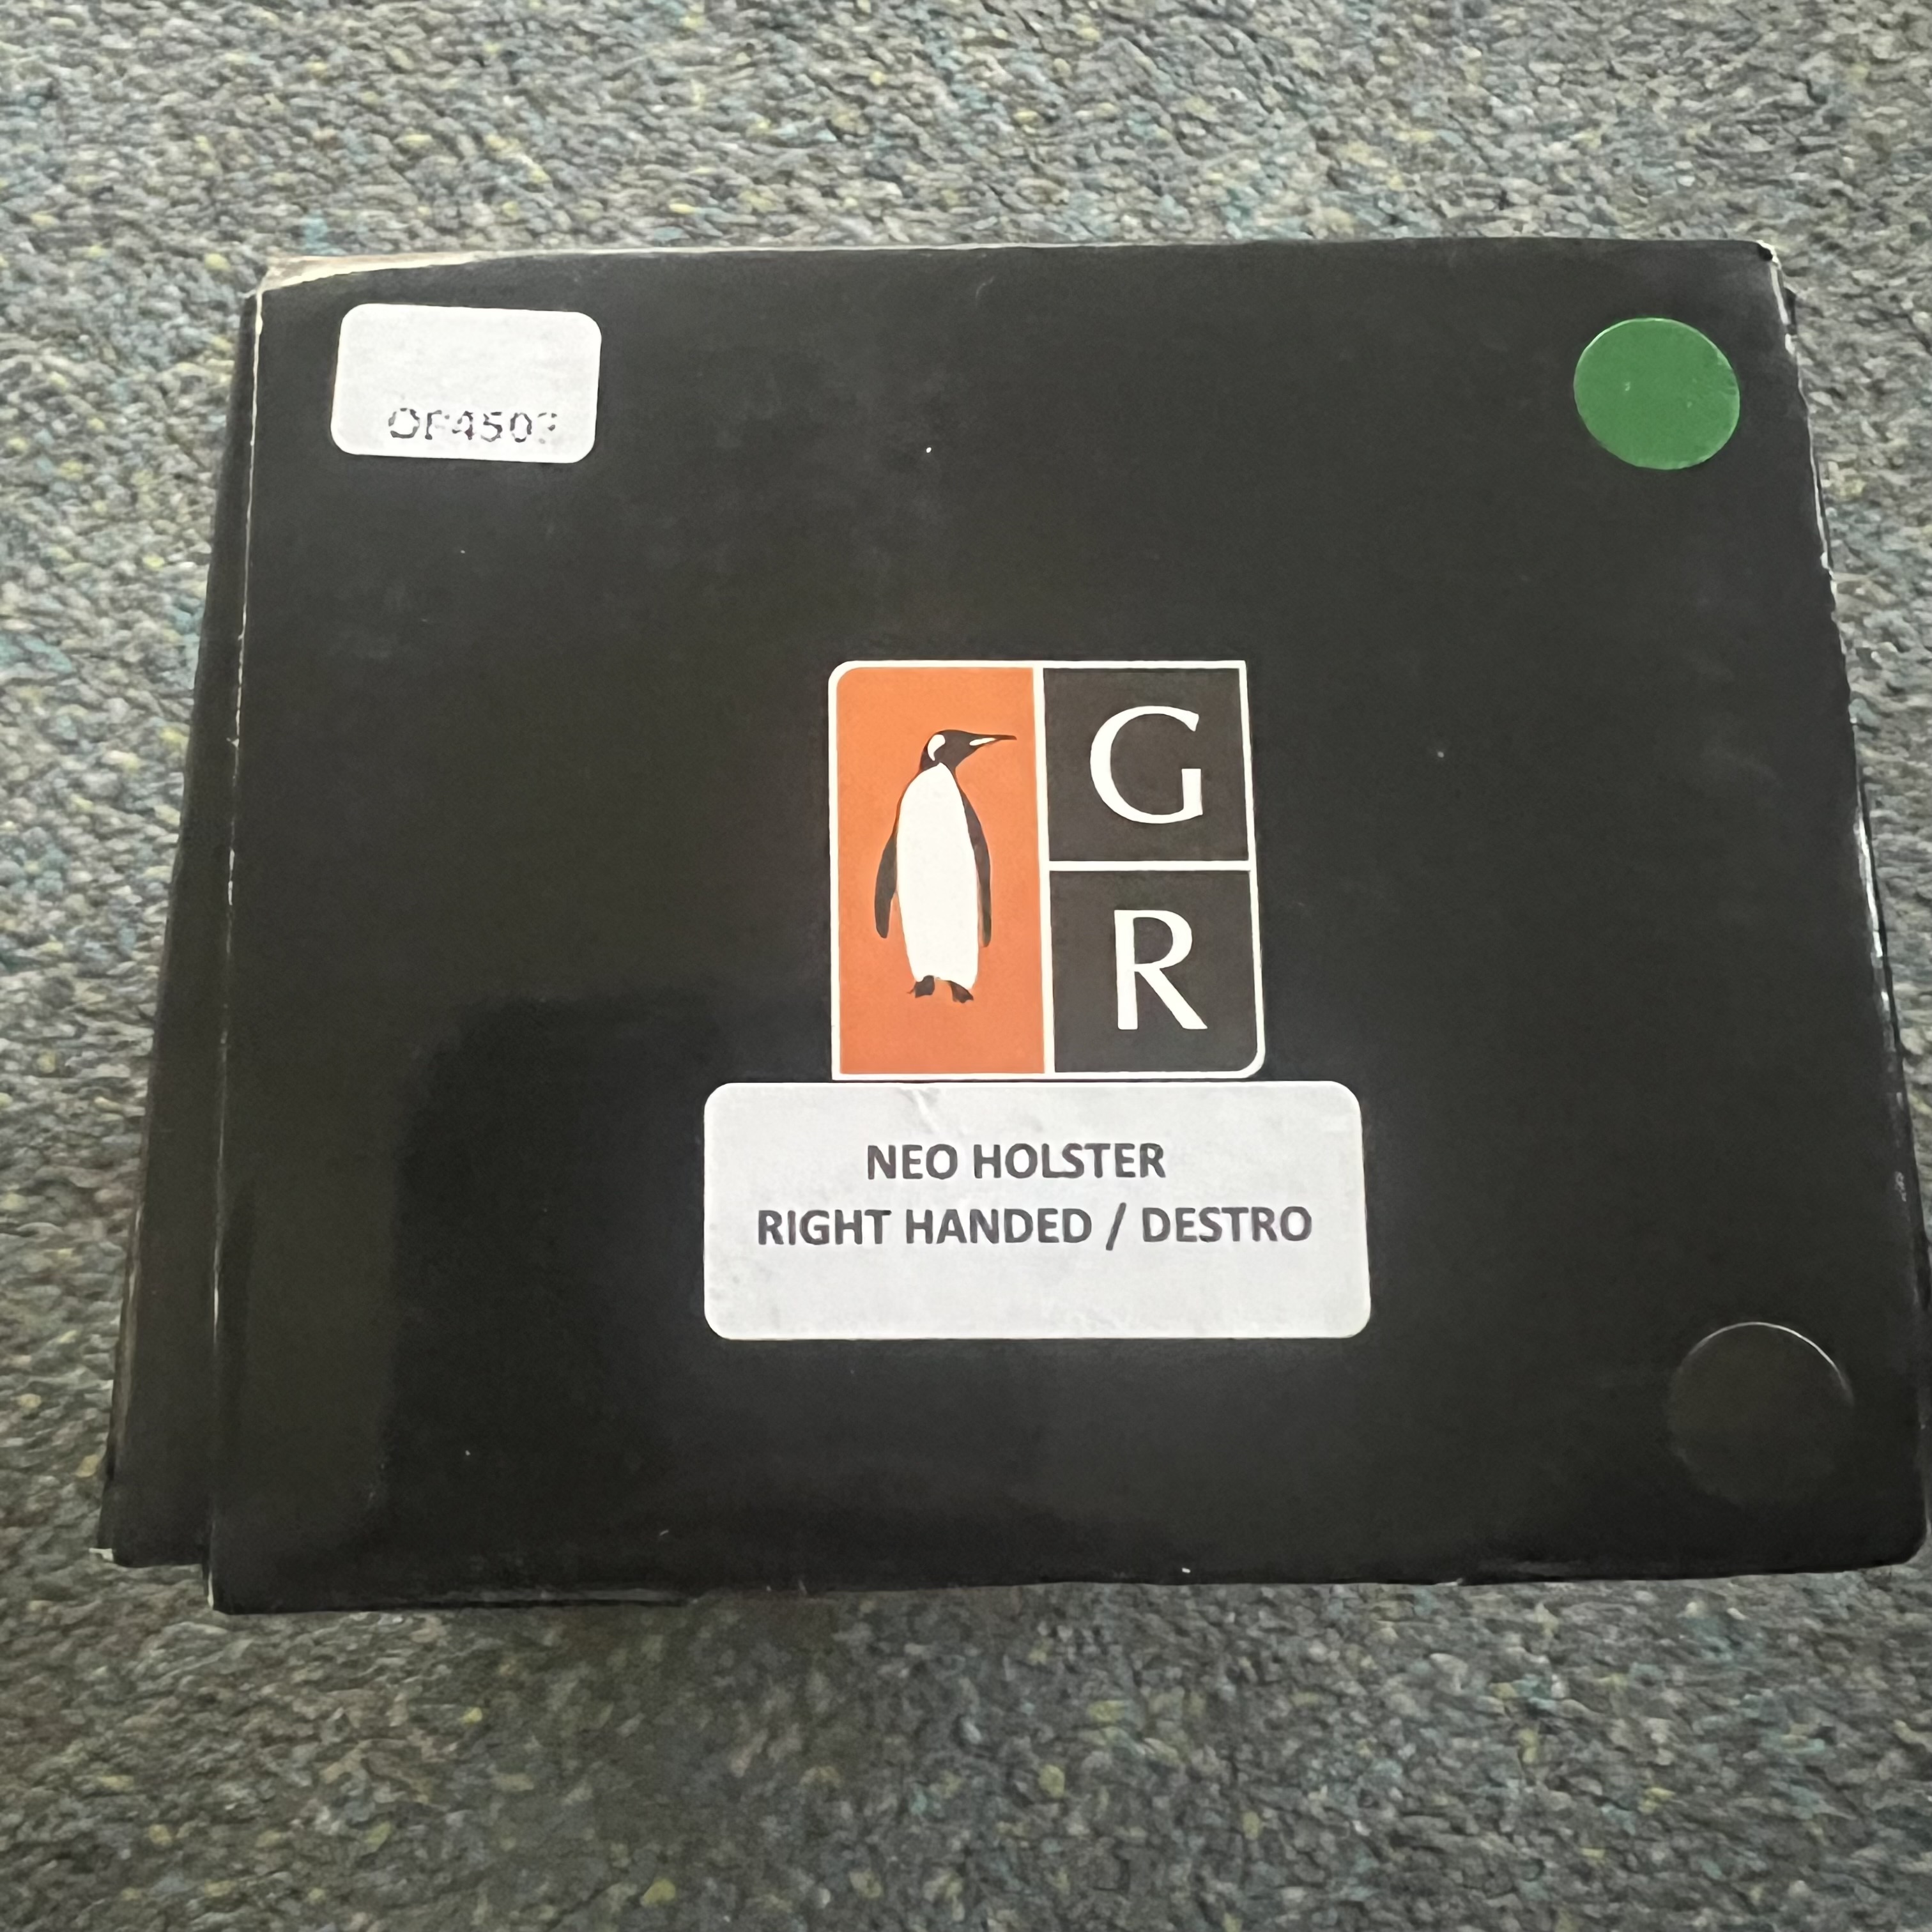 G
R
NEO HOLSTER
RIGHT HANDED / DESTRO